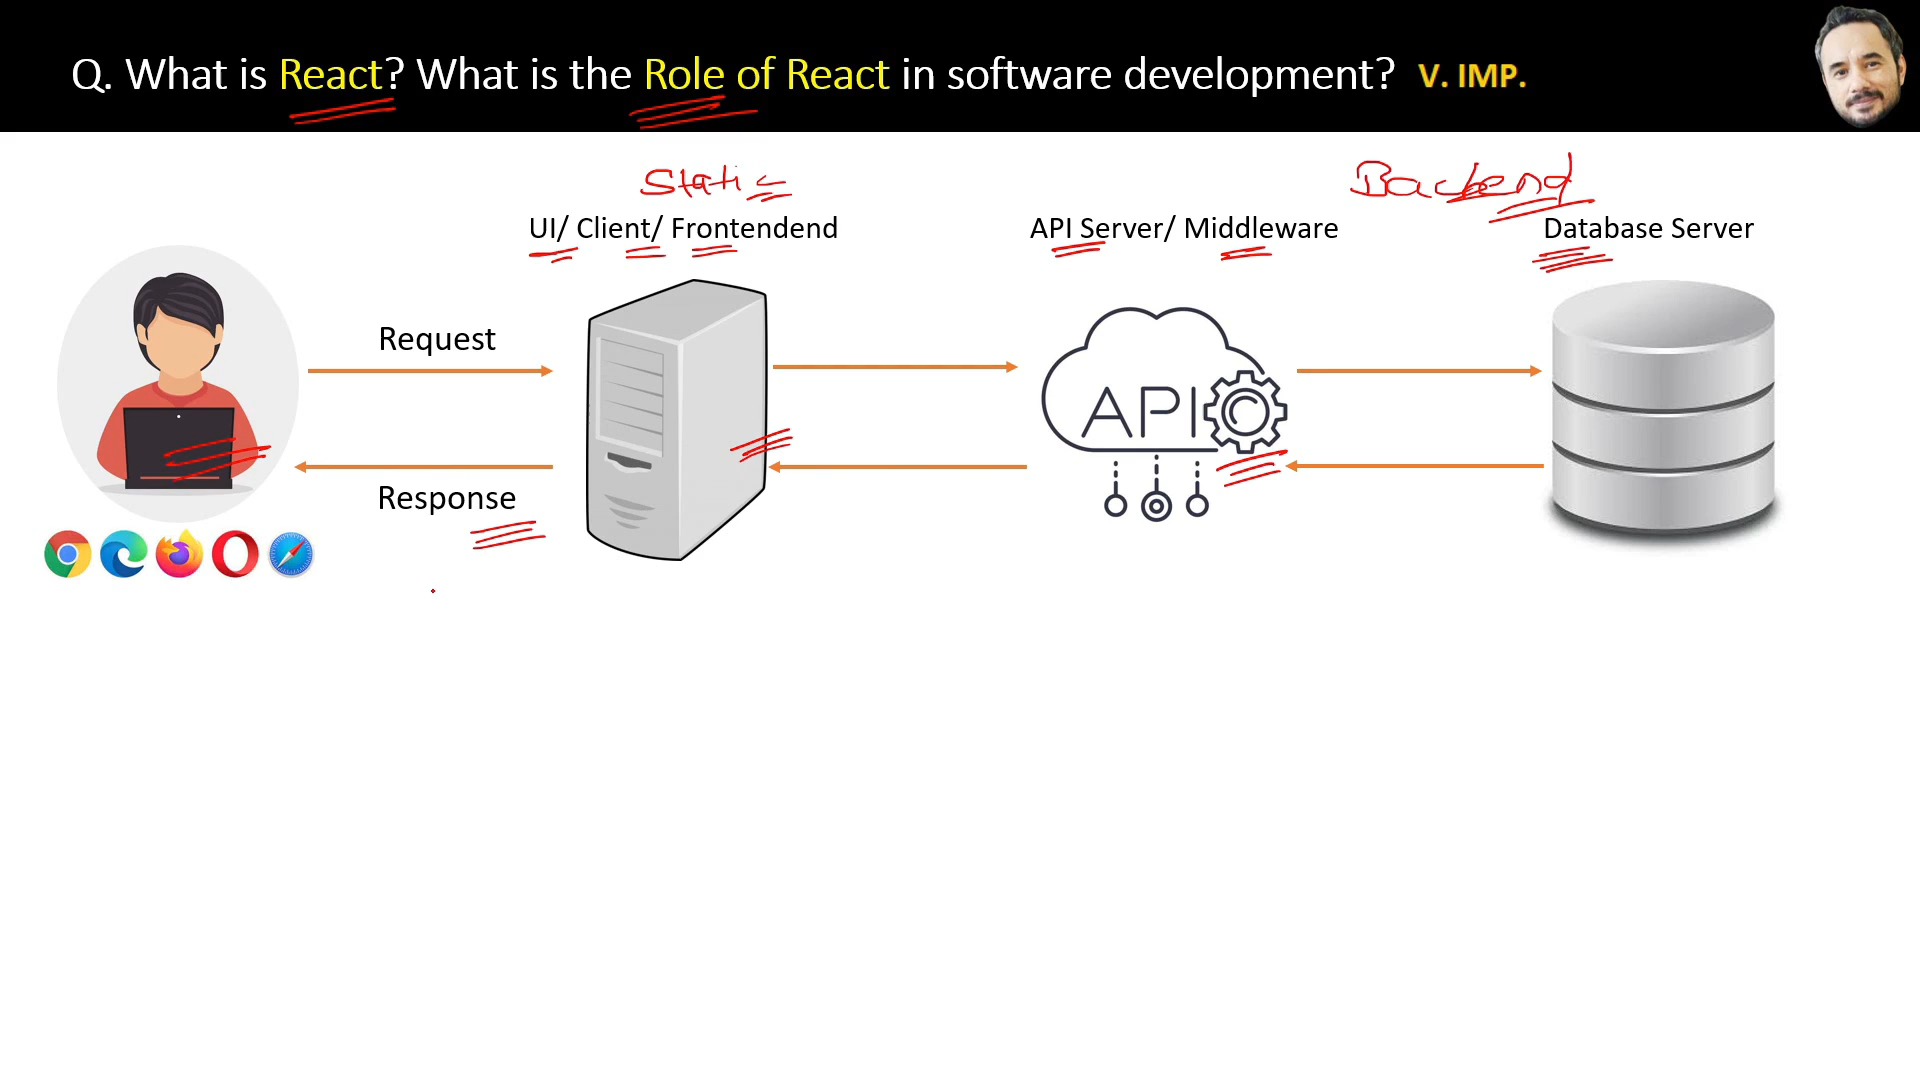 Q. What is React? What is the Role of React in software development? V. IMP.
Static
Backend
UI/ Client/ Frontendend
API Server/ Middleware
Database Server
Request
API
Response